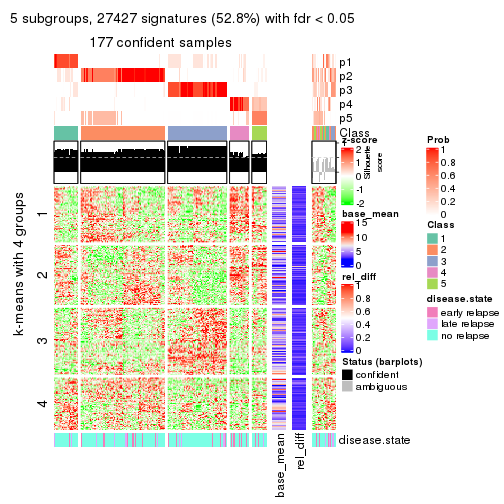 5 subgroups, 27427 signatures (52.8%) with fdr < 0.05
177 confident samples
p1
p2
p3
p4
p5
Class
Silhouette score
k-means with 4 groups
1
2
3
4
base_mean
rel_diff
disease.state
z-score
2
1
0
-1
-2
base_mean
15
10
5
0
rel_diff
1
0.8
0.6
0.4
0.2
0
Status (barplots)
confident
ambiguous
Prob
1
0.8
0.6
0.4
0.2
0
Class
1
2
3
4
5
disease.state
early relapse
late relapse
no relapse